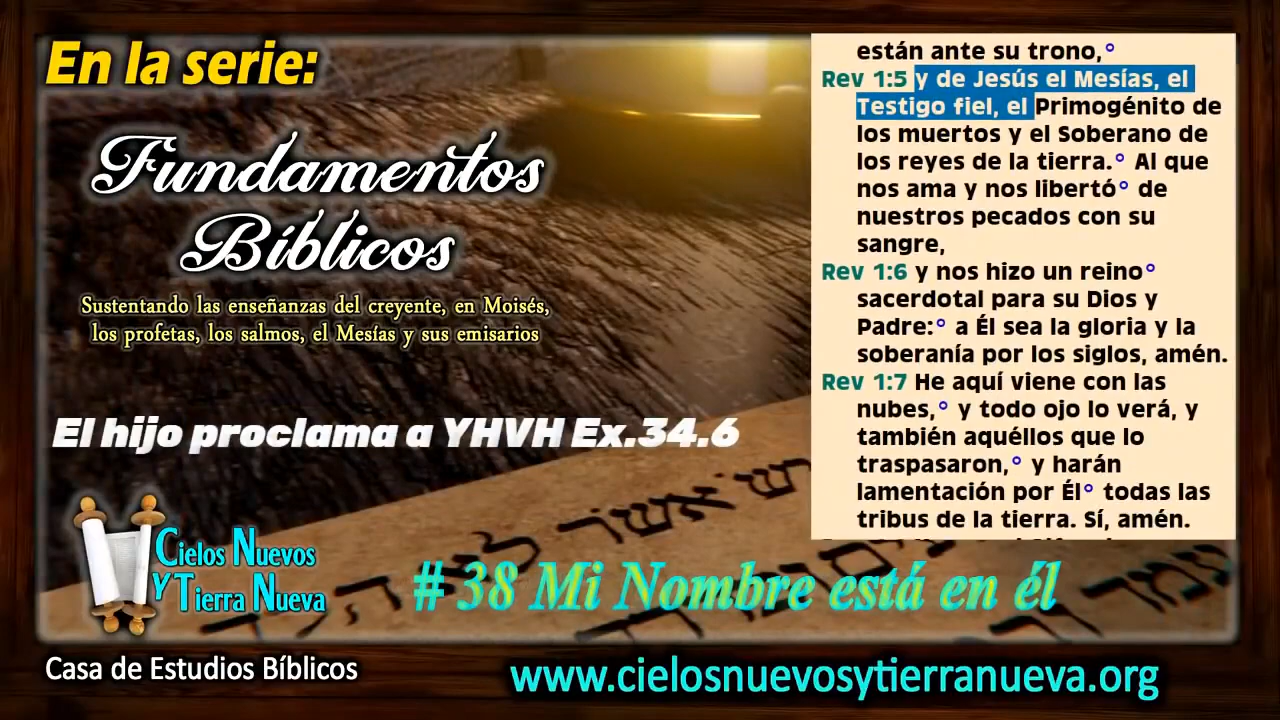 En la serie:
Fundamentos
Bíblicos
Sustentando las enseñanzas del creyente, en Moisés,
los profetas, los salmos, el Mesías y sus emisarios
El hijo proclama a YHVH Ex.34.6
Cielos Nuevos
Y Tierra Nueva
# 38 Mi Nombre está en él
Casa de Estudios Bíblicos
www.cielosnuevosytierranueva.org
están ante su trono,°
Rev 1:5 y de Jesús el Mesías, el
Testigo fiel, el Primogénito de
los muertos y el Soberano de
los reyes de la tierra.° Al que
nos ama y nos libertó° de
nuestros pecados con su
sangre,
Rev 1:6 y nos hizo un reino°
sacerdotal para su Dios y
Padre:° a Él sea la gloria y la
soberanía por los siglos, amén.
Rev 1:7 He aquí viene con las
nubes,° y todo ojo lo verá, y
también aquéllos que lo
traspasaron,° y harán
lamentación por Él° todas las
tribus de la tierra. Sí, amén.
אשר